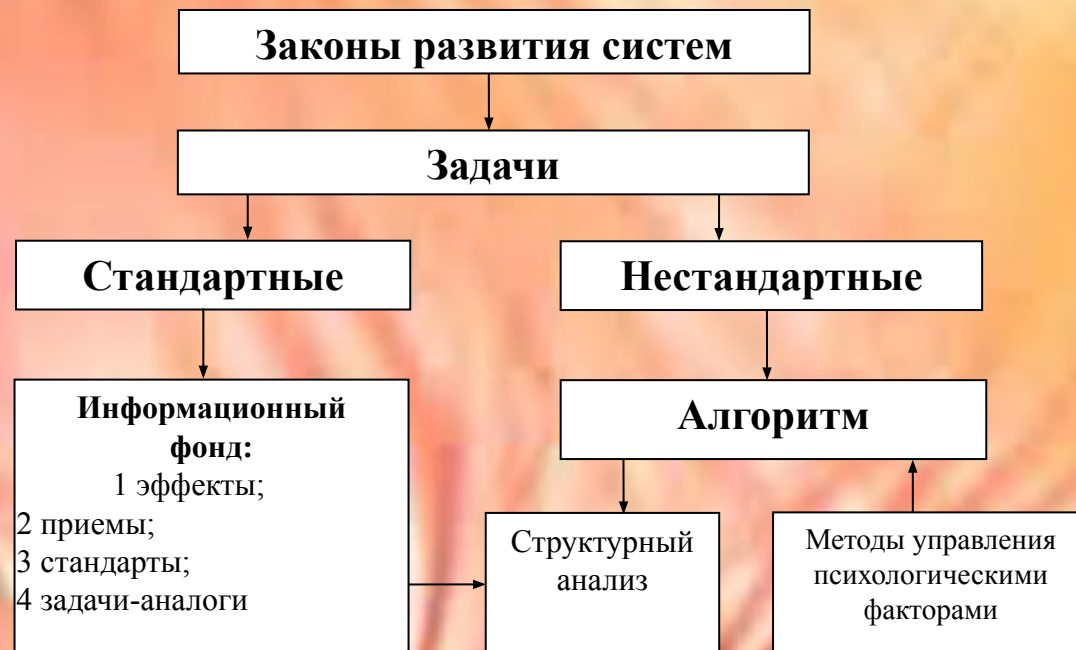 Законы развития систем
Задачи
Стандартные
Нестандартные
Информационный
фонд:
1 эффекты;
2 приемы;
3 стандарты;
4 задачи-аналоги
Алгоритм
Структурный
анализ
Методы управления
психологическими
факторами